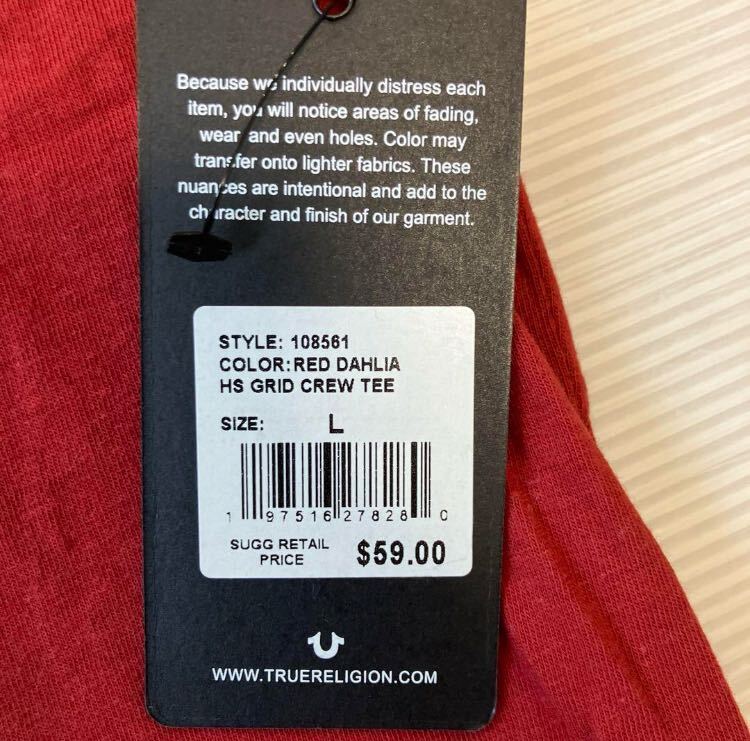 Because we individually distress each
item, you will notice areas of fading,
wear and even holes. Color may
transfer onto lighter fabrics. These
nuances are intentional and add to the
character and finish of our garment.
STYLE: 108561
COLOR:RED DAHLIA
HS GRID CREW TEE
SIZE: L
1 97516 27828 0
SUGG RETAIL
PRICE $59.00
WWW.TRUERELIGION.COM